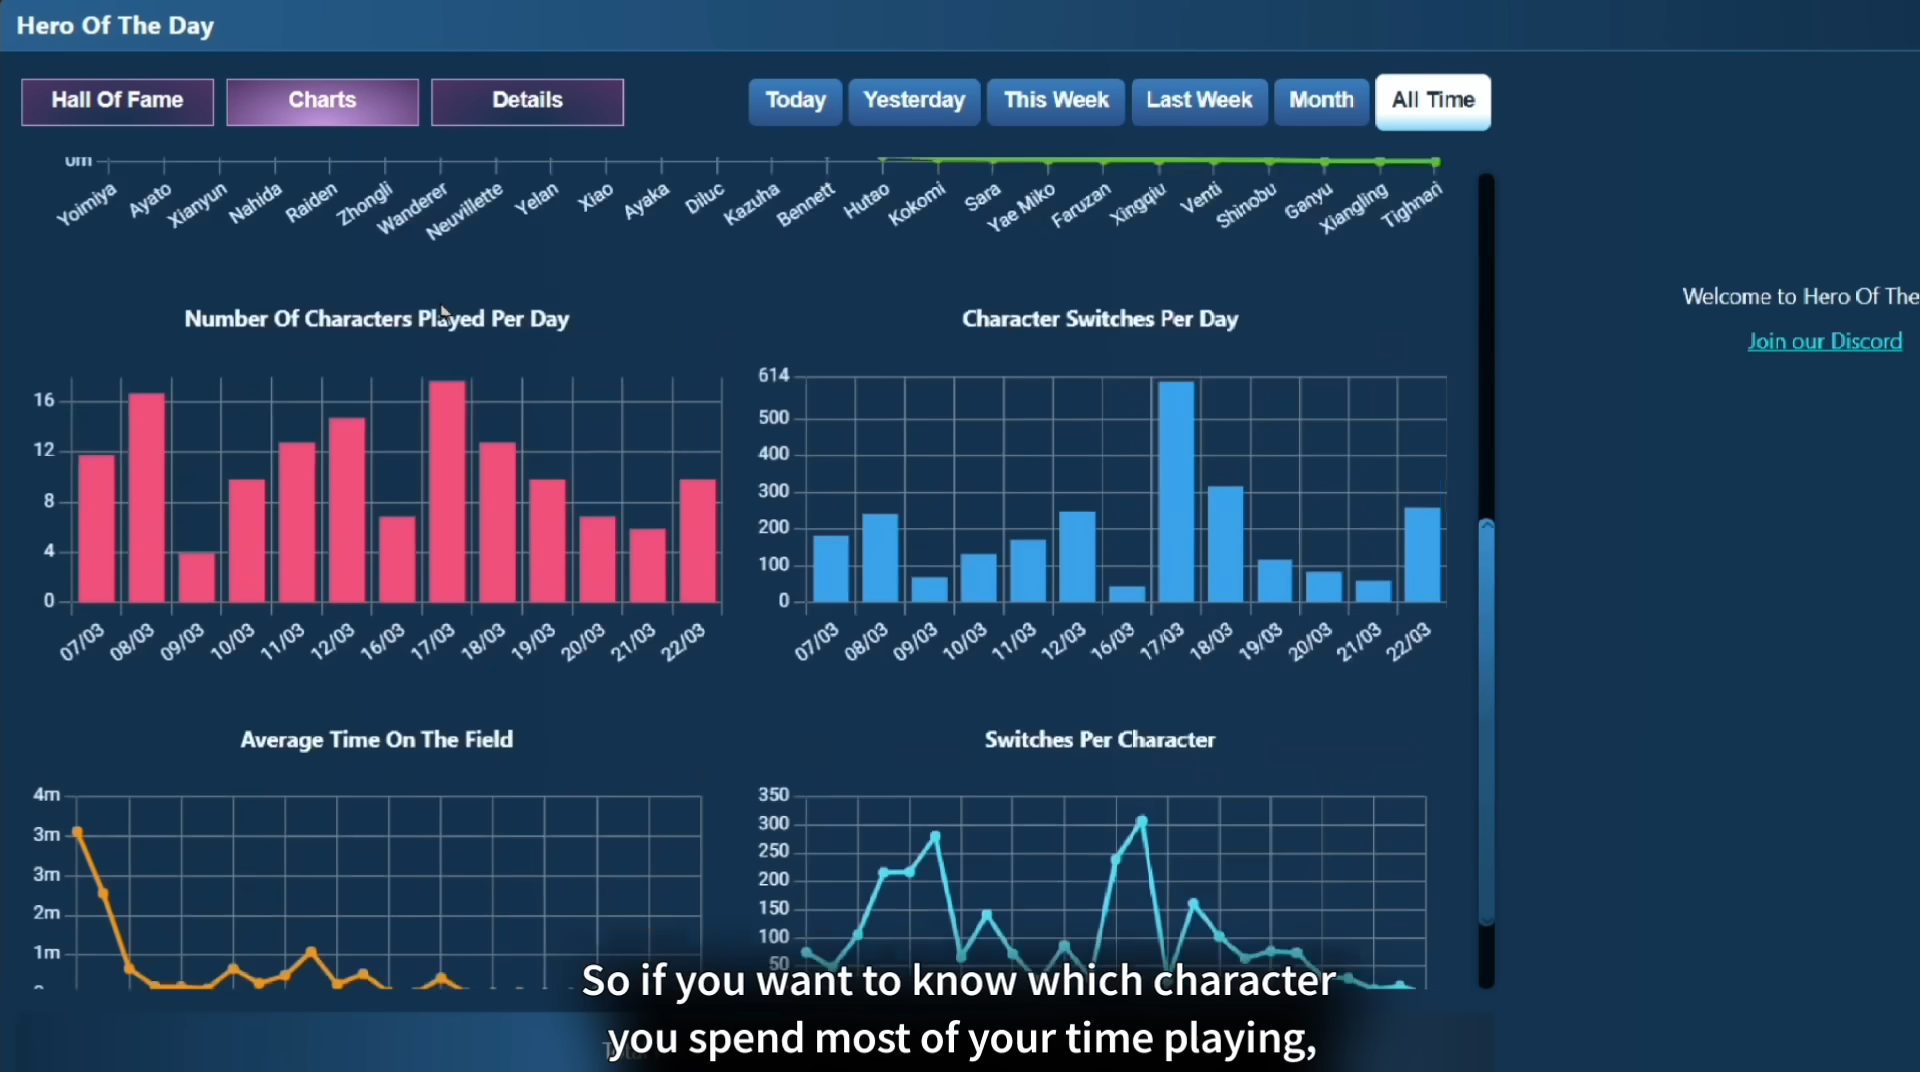 Hero Of The Day
Hall Of Fame Charts Details Today Yesterday This Week Last Week Month All Time
0m
Yoimiya Ayato Xianyun Nahida Raiden Zhongli Wanderer Neuvillette Yelan Xiao Ayaka Diluc Kazuha Bennett Hutao Kokomi Sara Yae Miko Faruzan Xingqiu Venti Shinobu Ganyu Xiangling Tighnari
Welcome to Hero Of The
Join our Discord
Number Of Characters Played Per Day
16
12
8
4
0
07/03 08/03 09/03 10/03 11/03 12/03 16/03 17/03 18/03 19/03 20/03 21/03 22/03
Character Switches Per Day
614
500
400
300
200
100
0
07/03 08/03 09/03 10/03 11/03 12/03 16/03 17/03 18/03 19/03 20/03 21/03 22/03
Average Time On The Field
4m
3m
3m
2m
1m
Switches Per Character
350
300
250
200
150
100
50
So if you want to know which character
you spend most of your time playing,